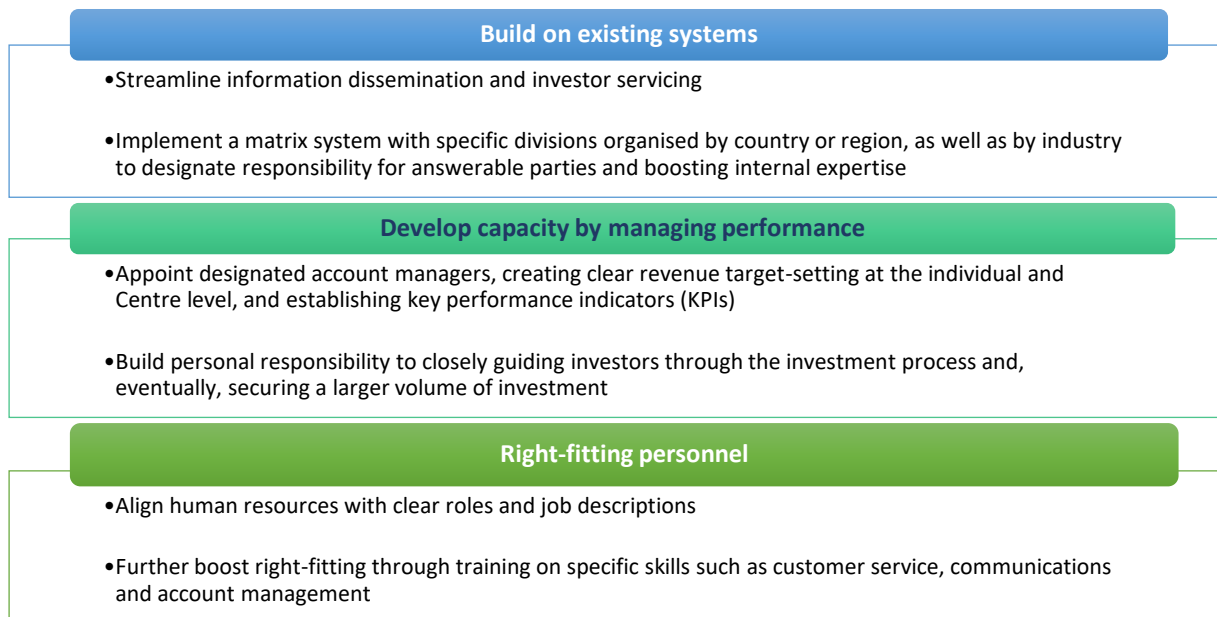 Build on existing systems
•Streamline information dissemination and investor servicing
•Implement a matrix system with specific divisions organised by country or region, as well as by industry
to designate responsibility for answerable parties and boosting internal expertise
Develop capacity by managing performance
•Appoint designated account managers, creating clear revenue target-setting at the individual and
Centre level, and establishing key performance indicators (KPIs)
•Build personal responsibility to closely guiding investors through the investment process and,
eventually, securing a larger volume of investment
Right-fitting personnel
•Align human resources with clear roles and job descriptions
•Further boost right-fitting through training on specific skills such as customer service, communications
and account management